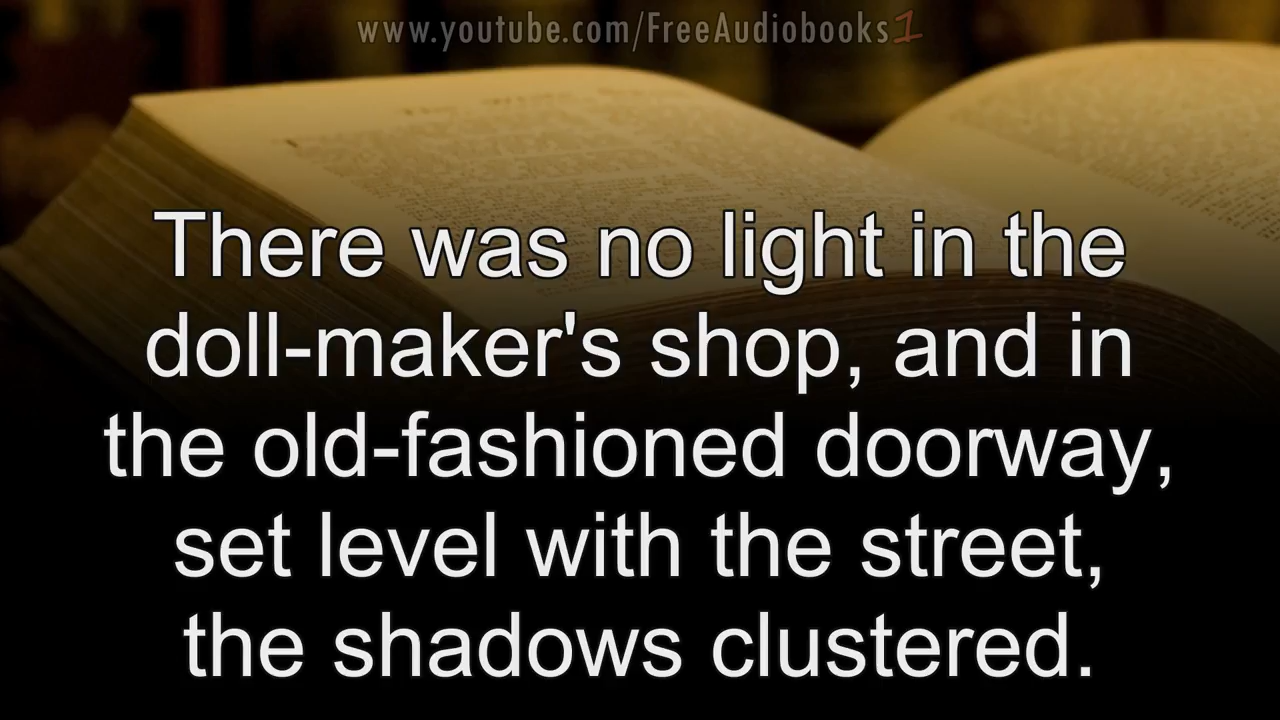 www.youtube.com/FreeAudiobooks1
There was no light in the
doll-maker's shop, and in
the old-fashioned doorway,
set level with the street,
the shadows clustered.